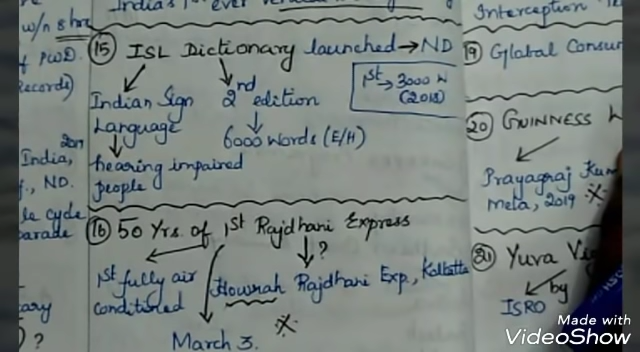 India's 1st ever
w/n 8 hrs
of PWD.
Records)
India,
ND.
cycle
parade
?
15 ISL Dictionary launched → ND
Indian Sign Language
hearing impaired people
2nd edition
6000 words (E/H)
1st → 3000 W
(2018)
16 50 Yrs. of 1st Rajdhani Express
1st fully air conditioned
?
Howrah Rajdhani Exp., Kolkatta
March 3.
Interception
19 Global Consum
20 GUINNESS W
Prayagraj Kum
Mela, 2019
21 Yuva Vi
by
ISRO
Made with
VideoShow